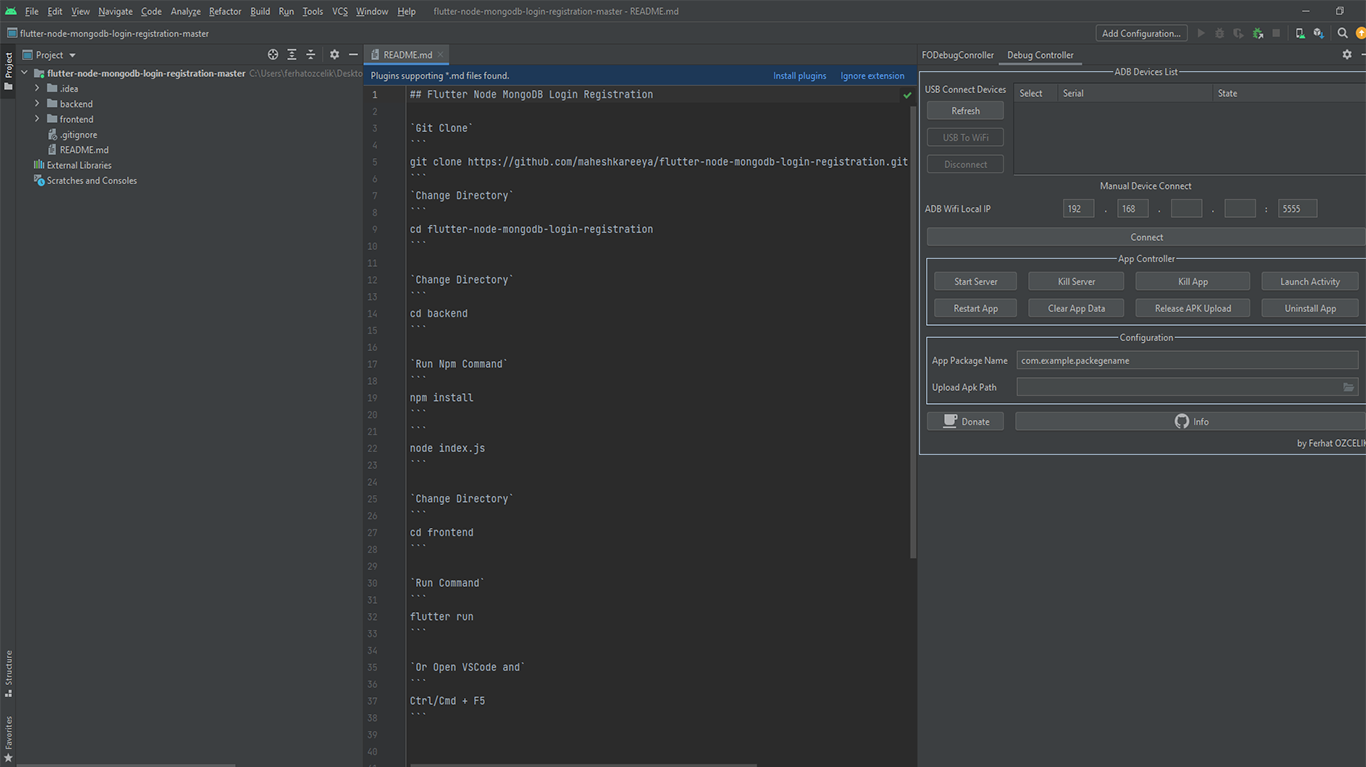 File Edit View Navigate Code Analyze Refactor Build Run Tools VCS Window Help flutter-node-mongodb-login-registration-master - README.md
flutter-node-mongodb-login-registration-master
Add Configuration...
Project
Project
flutter-node-mongodb-login-registration-master C:\Users\ferhatozcelik\Deskto
.idea
backend
frontend
.gitignore
README.md
External Libraries
Scratches and Consoles
Structure
Favorites
README.md
Plugins supporting *.md files found. Install plugins Ignore extension
1 ## Flutter Node MongoDB Login Registration
2
3 `Git Clone`
4 ```
5 git clone https://github.com/maheshkareeya/flutter-node-mongodb-login-registration.git
6 ```
7 `Change Directory`
8 ```
9 cd flutter-node-mongodb-login-registration
10 ```
11
12 `Change Directory`
13 ```
14 cd backend
15 ```
16
17 `Run Npm Command`
18 ```
19 npm install
20 ```
21 ```
22 node index.js
23 ```
24
25 `Change Directory`
26 ```
27 cd frontend
28 ```
29
30 `Run Command`
31 ```
32 flutter run
33 ```
34
35 `Or Open VSCode and`
36 ```
37 Ctrl/Cmd + F5
38 ```
39
40
FODebugConroller Debug Controller
ADB Devices List
USB Connect Devices
Refresh
USB To WiFi
Disconnect
Select Serial State
Manual Device Connect
ADB Wifi Local IP 192 . 168 . . : 5555
Connect
App Controller
Start Server Kill Server Kill App Launch Activity
Restart App Clear App Data Release APK Upload Uninstall App
Configuration
App Package Name com.example.packegename
Upload Apk Path
Donate Info
by Ferhat OZCELIK